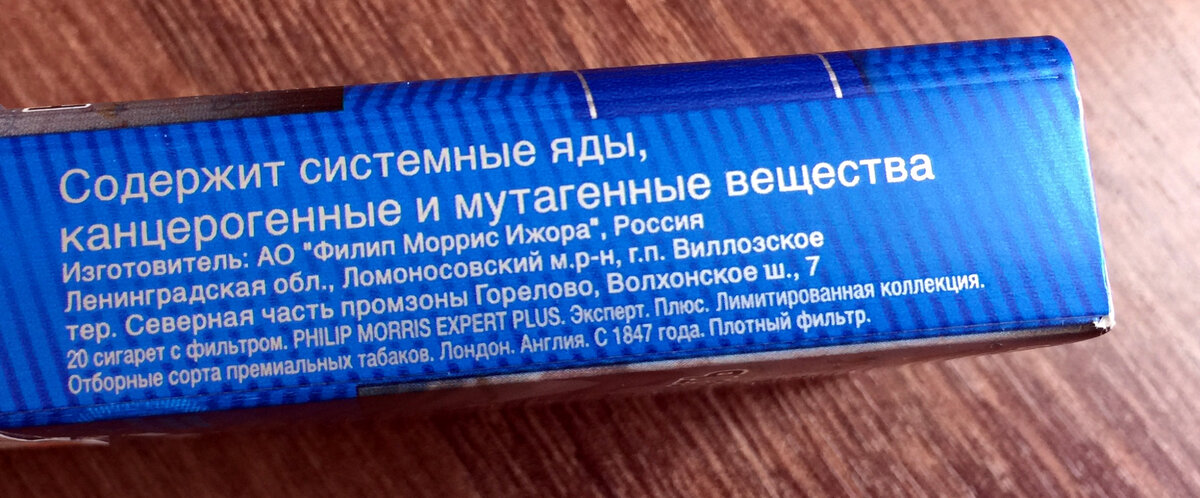 Содержит системные яды,
канцерогенные и мутагенные вещества
Изготовитель: АО "Филип Моррис Ижора", Россия
Ленинградская обл., Ломоносовский м.р-н, г.п. Виллозское
тер. Северная часть промзоны Горелово, Волхонское ш., 7
20 сигарет с фильтром. PHILIP MORRIS EXPERT PLUS. Эксперт. Плюс. Лимитированная коллекция.
Отборные сорта премиальных табаков. Лондон. Англия. С 1847 года. Плотный фильтр.